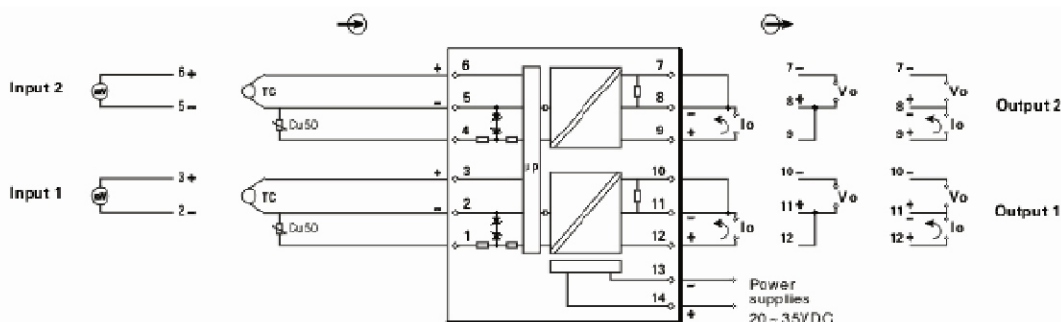 6 +
Input 2
mV
5 -
TC
Cu50
+
-
6
5
4
μp
7
8
9
-
+
Io
7 -
8 +
9
Vo
7 -
8 +
-
9 +
Vo
Io
Output 2
3 +
Input 1
mV
2 -
TC
Cu50
+
-
3
2
1
10
11
12
-
+
Io
10 -
11 +
12
Vo
10 -
11 +
-
12 +
Vo
Io
Output 1
13
-
14
+
Power
supplies
20 ~ 35VDC